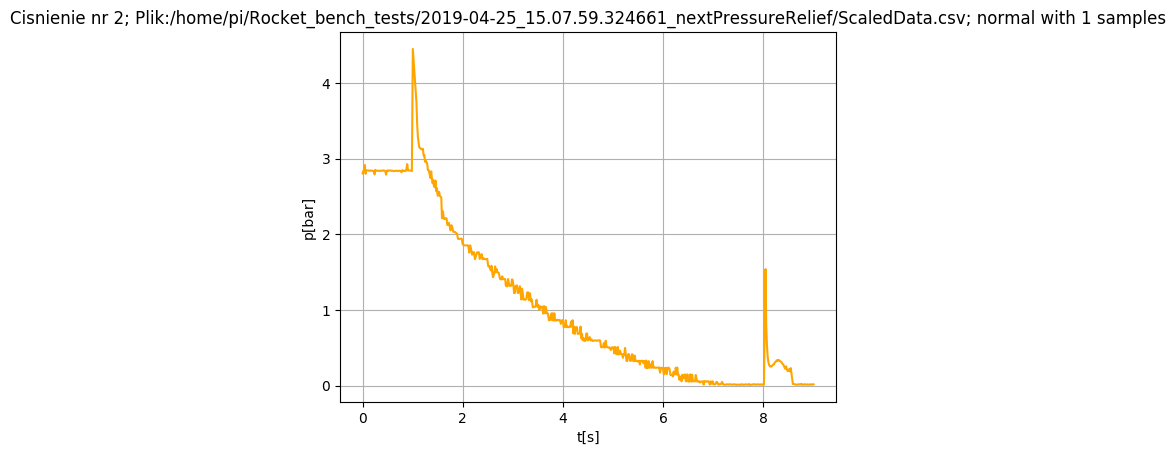 Cisnienie nr 2; Plik:/home/pi/Rocket_bench_tests/2019-04-25_15.07.59.324661_nextPressureRelief/ScaledData.csv; normal with 1 samples
4
3
2
1
0
p[bar]
0 2 4 6 8
t[s]